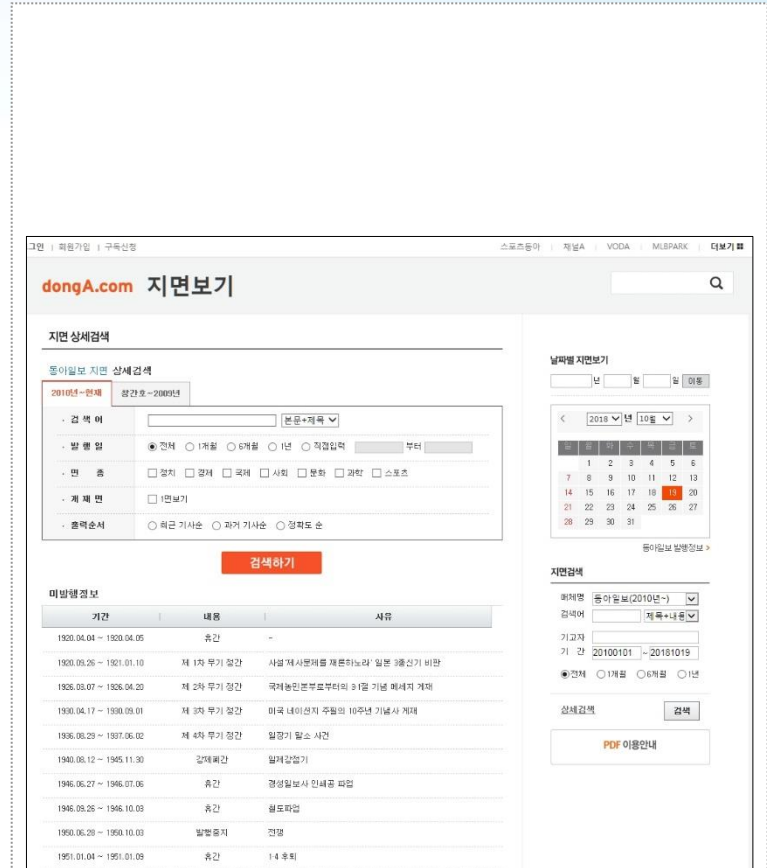 그인 | 회원가입 | 구독신청
스포츠동아 | 채널A | VODA | MLBPARK | 더보기
dongA.com 지면보기
지면 상세검색
동아일보 지면 상세검색
2010년~현재 창간호~2009년
· 검 색 어 본문+제목
· 발 행 일 전체 1개월 6개월 1년 직접입력 부터
· 면 종 정치 경제 국제 사회 문화 과학 스포츠
· 게 재 면 1면보기
· 출력순서 최근 기사순 과거 기사순 정확도 순
검색하기
미발행정보
기간 내용 사유
1920.04.04 ~ 1920.04.05 휴간 -
1920.09.26 ~ 1921.01.10 제 1차 무기 정간 사설'제사문제를 재론하노라' 일본 3종신기 비판
1926.03.07 ~ 1926.04.20 제 2차 무기 정간 국제농민본부로부터의 3·1절 기념 메세지 게재
1930.04.17 ~ 1930.09.01 제 3차 무기 정간 미국 네이션지 주필의 10주년 기념사 게재
1936.08.29 ~ 1937.06.02 제 4차 무기 정간 일장기 말소 사건
1940.08.12 ~ 1945.11.30 강제폐간 일제강점기
1946.06.27 ~ 1946.07.06 휴간 경성일보사 인쇄공 파업
1946.09.26 ~ 1946.10.03 휴간 철도파업
1950.06.28 ~ 1950.10.03 발행중지 전쟁
1951.01.04 ~ 1951.01.09 휴간 1·4 후퇴
날짜별 지면보기
년 월 일 이동
< 2018 년 10월 >
일 월 화 수 목 금 토
1 2 3 4 5 6
7 8 9 10 11 12 13
14 15 16 17 18 19 20
21 22 23 24 25 26 27
28 29 30 31
동아일보 발행정보 >
지면검색
매체명 동아일보(2010년~)
검색어 제목+내용
기고자
기 간 20100101 ~ 20181019
전체 1개월 6개월 1년
상세검색 검색
PDF 이용안내